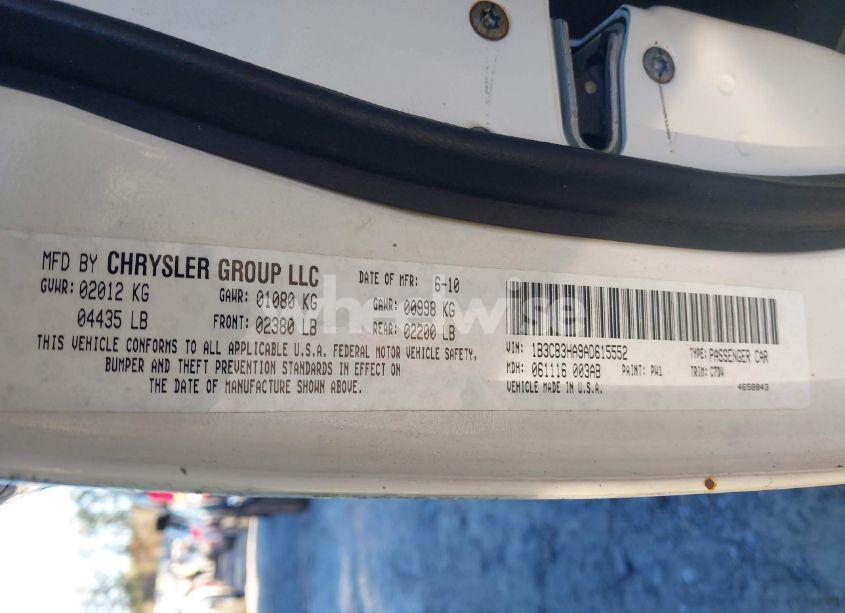 MFD BY CHRYSLER GROUP LLC DATE OF MFR: 6-10
GVWR: 02012 KG GAWR: 01080 KG GAWR: 00998 KG
04435 LB FRONT: 02380 LB REAR: 02200 LB
THIS VEHICLE CONFORMS TO ALL APPLICABLE U.S.A. FEDERAL MOTOR VEHICLE SAFETY,
BUMPER AND THEFT PREVENTION STANDARDS IN EFFECT ON
THE DATE OF MANUFACTURE SHOWN ABOVE.
VIN: 1B3CB3HA9AD615552 TYPE: PASSENGER CAR
MDH: 061116 003AB PAINT: PW1 TRIM: C7DV
VEHICLE MADE IN U.S.A. 4658843
wheelwise